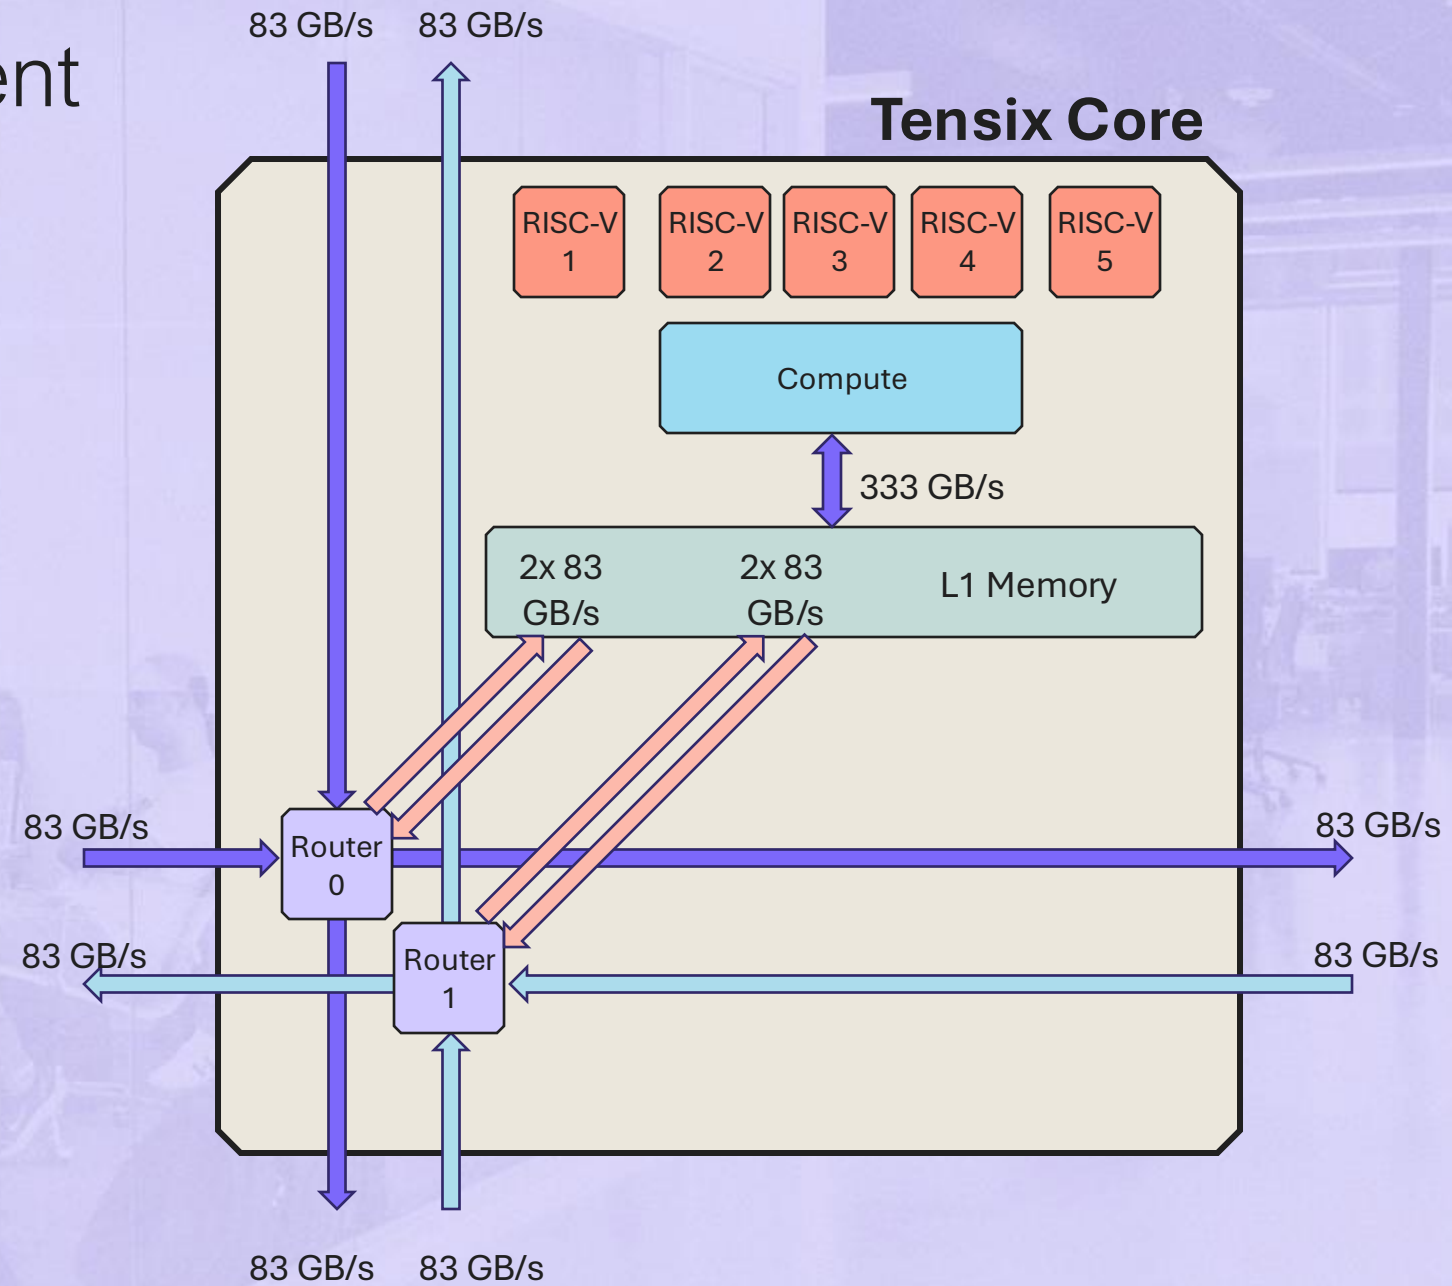 83 GB/s 83 GB/s
Tensix Core
RISC-V
1
RISC-V
2
RISC-V
3
RISC-V
4
RISC-V
5
Compute
333 GB/s
2x 83
GB/s
2x 83
GB/s
L1 Memory
83 GB/s
Router
0
83 GB/s
83 GB/s
Router
1
83 GB/s
83 GB/s 83 GB/s